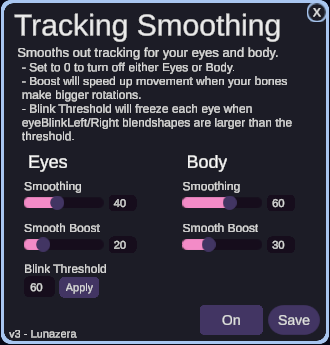 X
Tracking Smoothing
Smooths out tracking for your eyes and body.
- Set to 0 to turn off either Eyes or Body.
- Boost will speed up movement when your bones
make bigger rotations.
- Blink Threshold will freeze each eye when
eyeBlinkLeft/Right blendshapes are larger than the
threshold.
Eyes Body
Smoothing Smoothing
40 60
Smooth Boost Smooth Boost
20 30
Blink Threshold
60 Apply
On Save
v3 - Lunazera